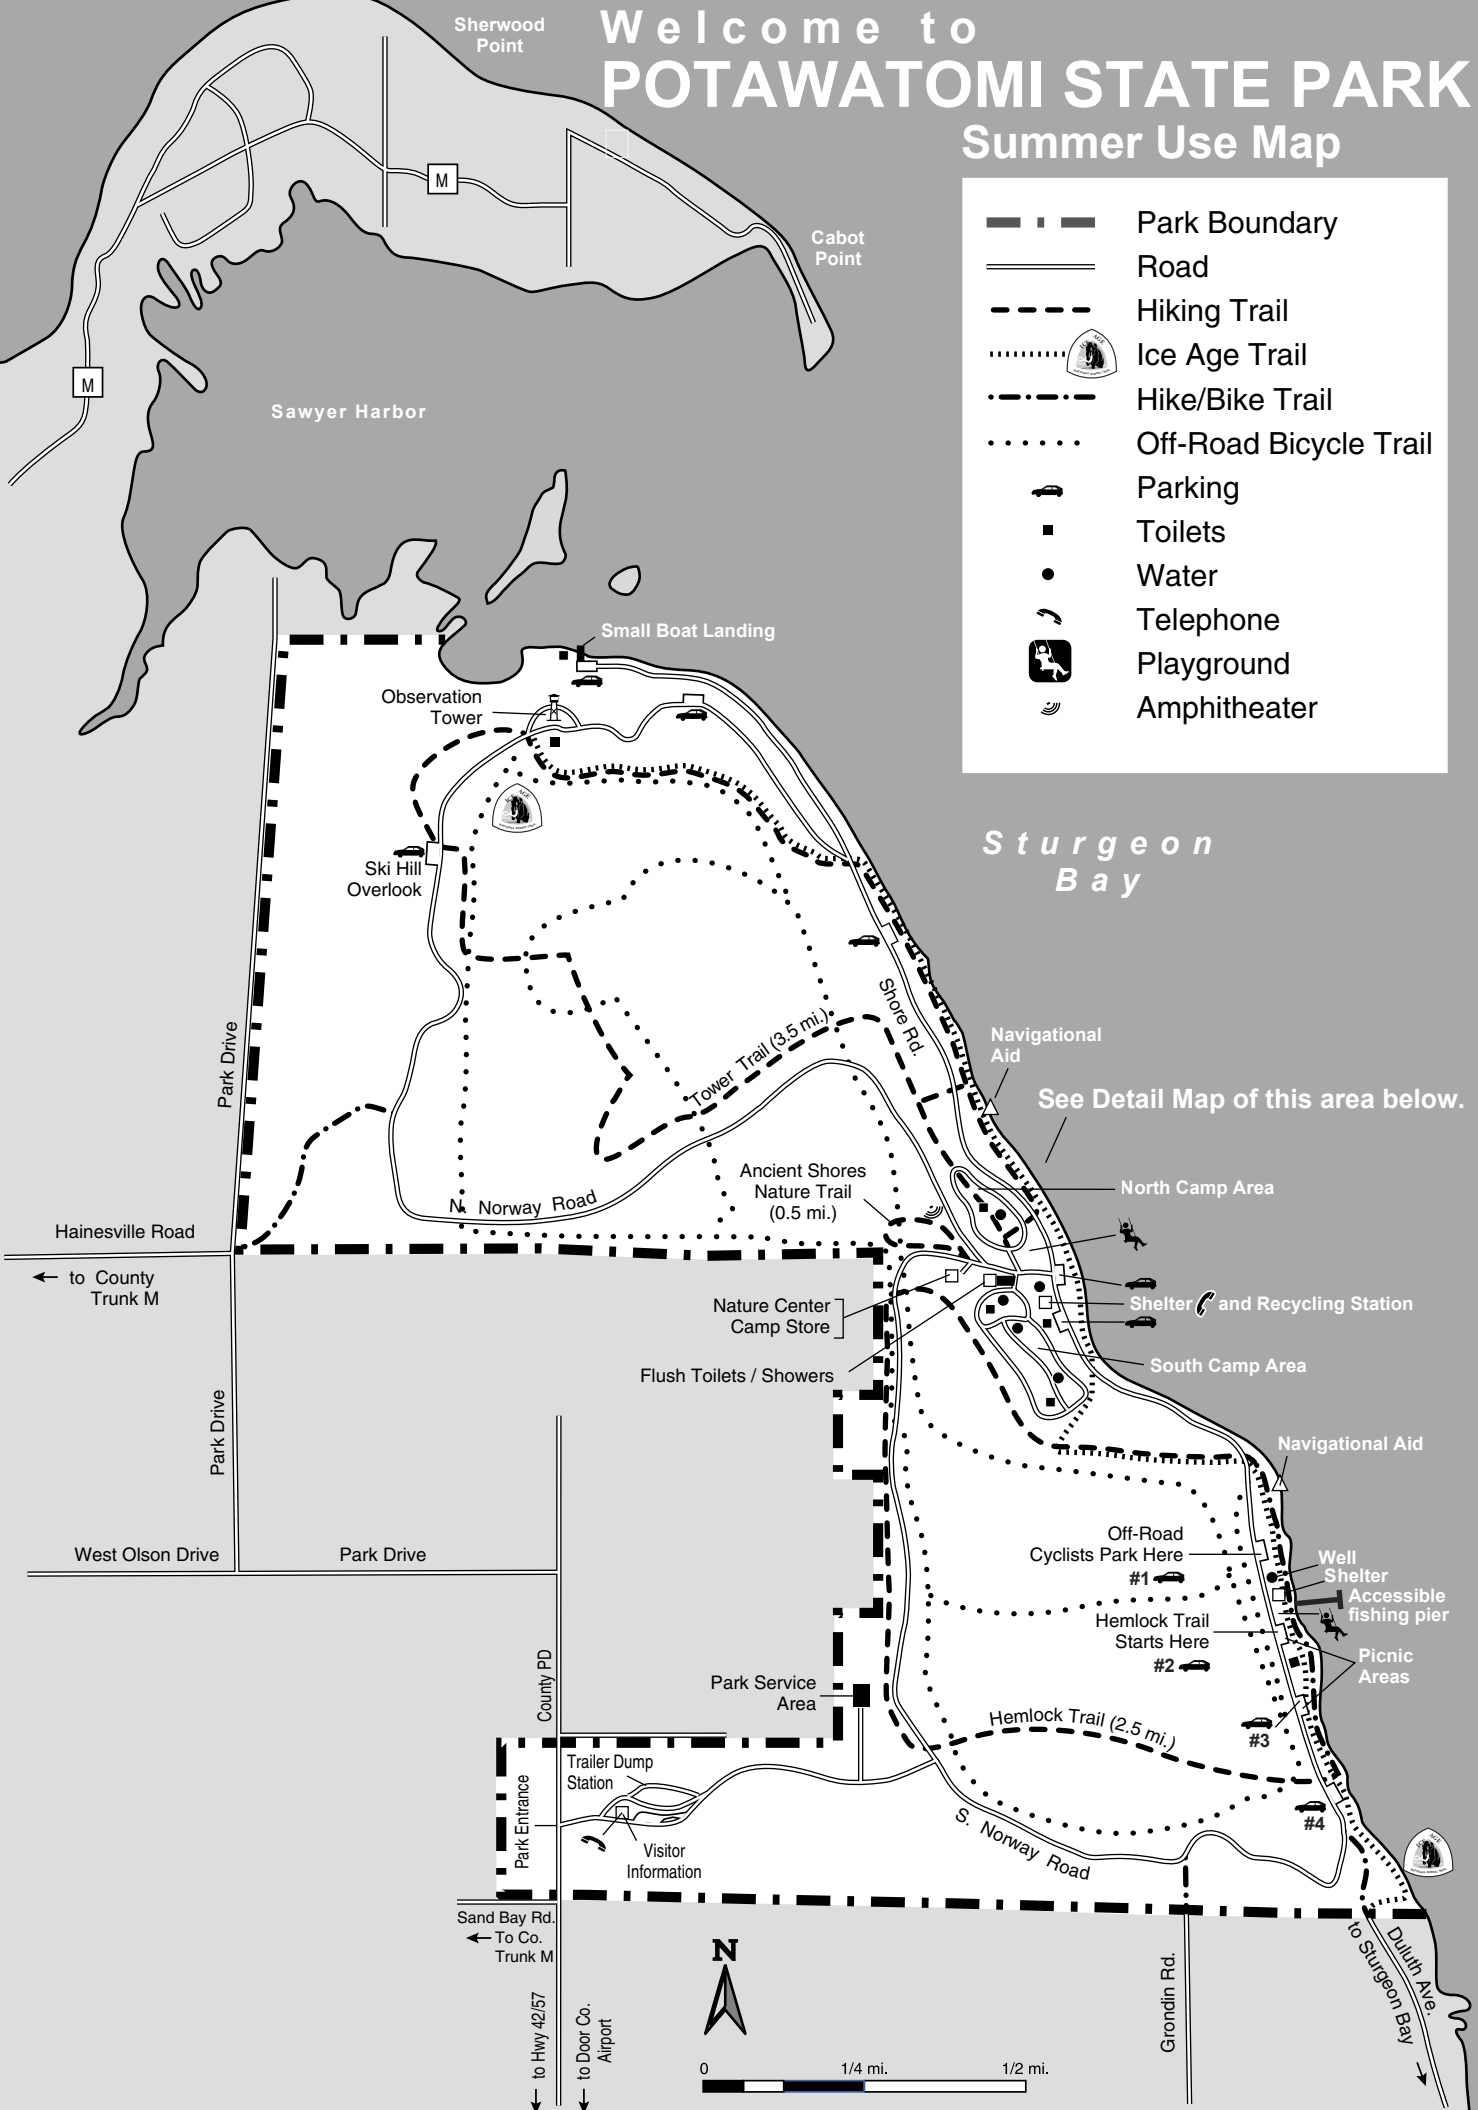 Welcome to
POTAWATOMI STATE PARK
Summer Use Map
Sherwood
Point
M
Cabot
Point
M
Sawyer Harbor
Park Boundary
Road
Hiking Trail
Ice Age Trail
Hike/Bike Trail
Off-Road Bicycle Trail
Parking
Toilets
Water
Telephone
Playground
Amphitheater
Small Boat Landing
Observation
Tower
Ski Hill
Overlook
Sturgeon
Bay
Shore Rd.
Park Drive
Tower Trail (3.5 mi.)
Navigational
Aid
See Detail Map of this area below.
Ancient Shores
Nature Trail
(0.5 mi.)
North Camp Area
N. Norway Road
Hainesville Road
to County
Trunk M
Nature Center
Camp Store
Shelter and Recycling Station
Flush Toilets / Showers
South Camp Area
Park Drive
Navigational Aid
West Olson Drive
Park Drive
Off-Road
Cyclists Park Here
#1
Well
Shelter
Accessible
fishing pier
Hemlock Trail
Starts Here
#2
Picnic
Areas
County PD
Park Service
Area
Hemlock Trail (2.5 mi.)
#3
Trailer Dump
Station
Park Entrance
#4
S. Norway Road
Visitor
Information
Sand Bay Rd.
To Co.
Trunk M
N
to Hwy 42/57
to Door Co.
Airport
Grondin Rd.
Duluth Ave.
to Sturgeon Bay
0 1/4 mi. 1/2 mi.